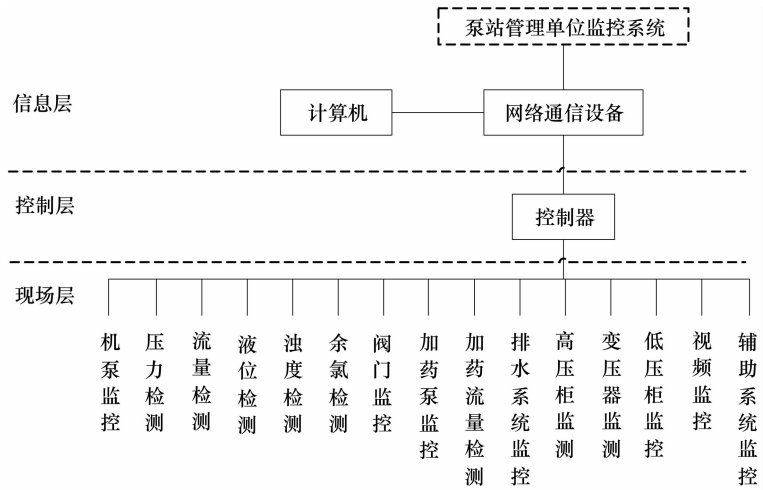 泵站管理单位监控系统
信息层
计算机
网络通信设备
控制层
控制器
现场层
机泵监控
压力检测
流量检测
液位检测
浊度检测
余氯检测
阀门监控
加药泵监控
加药流量检测
排水系统监控
高压柜监测
变压器监测
低压柜监控
视频监控
辅助系统监控